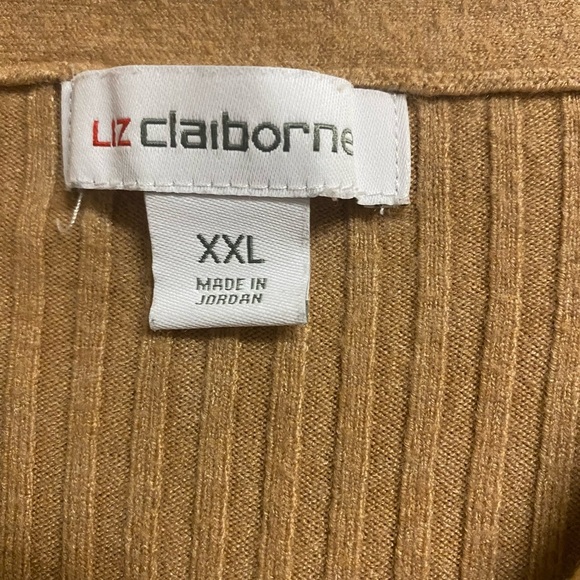 LIZ claiborne
XXL
MADE IN
JORDAN